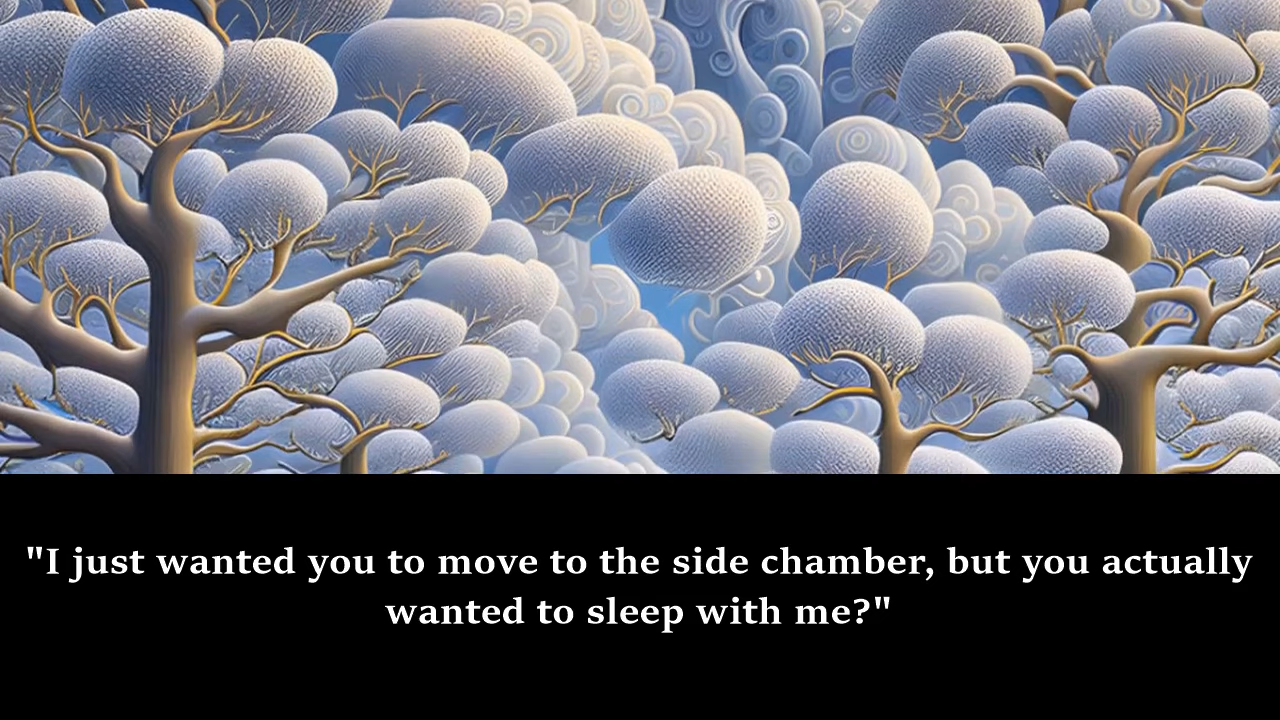 "I just wanted you to move to the side chamber, but you actually
wanted to sleep with me?"